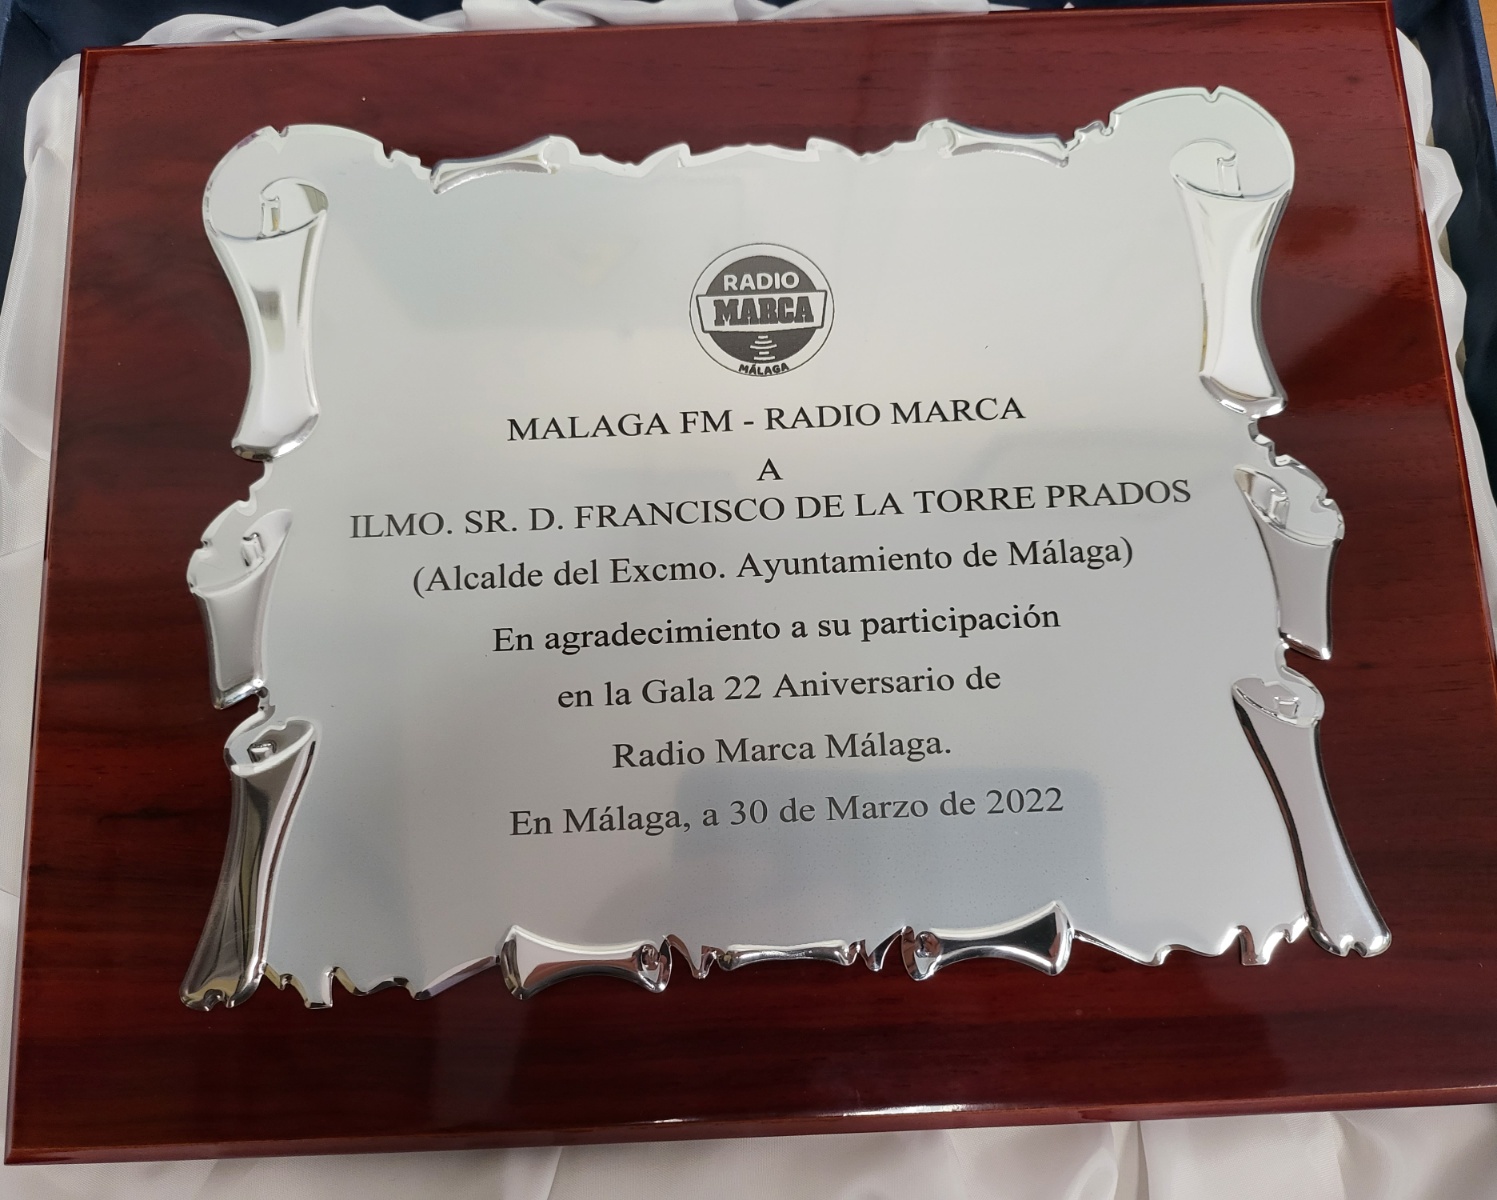 RADIO
MARCA
MÁLAGA
MALAGA FM - RADIO MARCA
A
ILMO. SR. D. FRANCISCO DE LA TORRE PRADOS
(Alcalde del Excmo. Ayuntamiento de Málaga)
En agradecimiento a su participación
en la Gala 22 Aniversario de
Radio Marca Málaga.
En Málaga, a 30 de Marzo de 2022